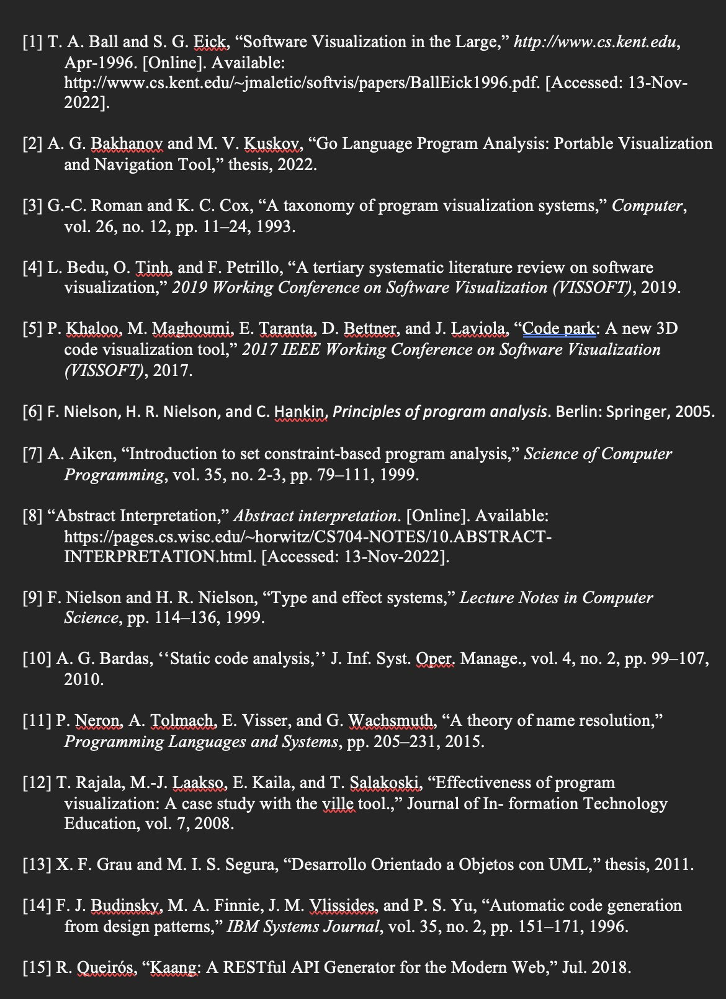 [1] T. A. Ball and S. G. Eick, “Software Visualization in the Large,” http://www.cs.kent.edu,
Apr-1996. [Online]. Available:
http://www.cs.kent.edu/~jmaletic/softvis/papers/BallEick1996.pdf. [Accessed: 13-Nov-
2022].
[2] A. G. Bakhanov and M. V. Kuskov, “Go Language Program Analysis: Portable Visualization
and Navigation Tool,” thesis, 2022.
[3] G.-C. Roman and K. C. Cox, “A taxonomy of program visualization systems,” Computer,
vol. 26, no. 12, pp. 11–24, 1993.
[4] L. Bedu, O. Tinh, and F. Petrillo, “A tertiary systematic literature review on software
visualization,” 2019 Working Conference on Software Visualization (VISSOFT), 2019.
[5] P. Khaloo, M. Maghoumi, E. Taranta, D. Bettner, and J. Laviola, “Code park: A new 3D
code visualization tool,” 2017 IEEE Working Conference on Software Visualization
(VISSOFT), 2017.
[6] F. Nielson, H. R. Nielson, and C. Hankin, Principles of program analysis. Berlin: Springer, 2005.
[7] A. Aiken, “Introduction to set constraint-based program analysis,” Science of Computer
Programming, vol. 35, no. 2-3, pp. 79–111, 1999.
[8] “Abstract Interpretation,” Abstract interpretation. [Online]. Available:
https://pages.cs.wisc.edu/~horwitz/CS704-NOTES/10.ABSTRACT-
INTERPRETATION.html. [Accessed: 13-Nov-2022].
[9] F. Nielson and H. R. Nielson, “Type and effect systems,” Lecture Notes in Computer
Science, pp. 114–136, 1999.
[10] A. G. Bardas, ‘‘Static code analysis,’’ J. Inf. Syst. Oper. Manage., vol. 4, no. 2, pp. 99–107,
2010.
[11] P. Neron, A. Tolmach, E. Visser, and G. Wachsmuth, “A theory of name resolution,”
Programming Languages and Systems, pp. 205–231, 2015.
[12] T. Rajala, M.-J. Laakso, E. Kaila, and T. Salakoski, “Effectiveness of program
visualization: A case study with the ville tool.,” Journal of In- formation Technology
Education, vol. 7, 2008.
[13] X. F. Grau and M. I. S. Segura, “Desarrollo Orientado a Objetos con UML,” thesis, 2011.
[14] F. J. Budinsky, M. A. Finnie, J. M. Vlissides, and P. S. Yu, “Automatic code generation
from design patterns,” IBM Systems Journal, vol. 35, no. 2, pp. 151–171, 1996.
[15] R. Queirós, “Kaang: A RESTful API Generator for the Modern Web,” Jul. 2018.